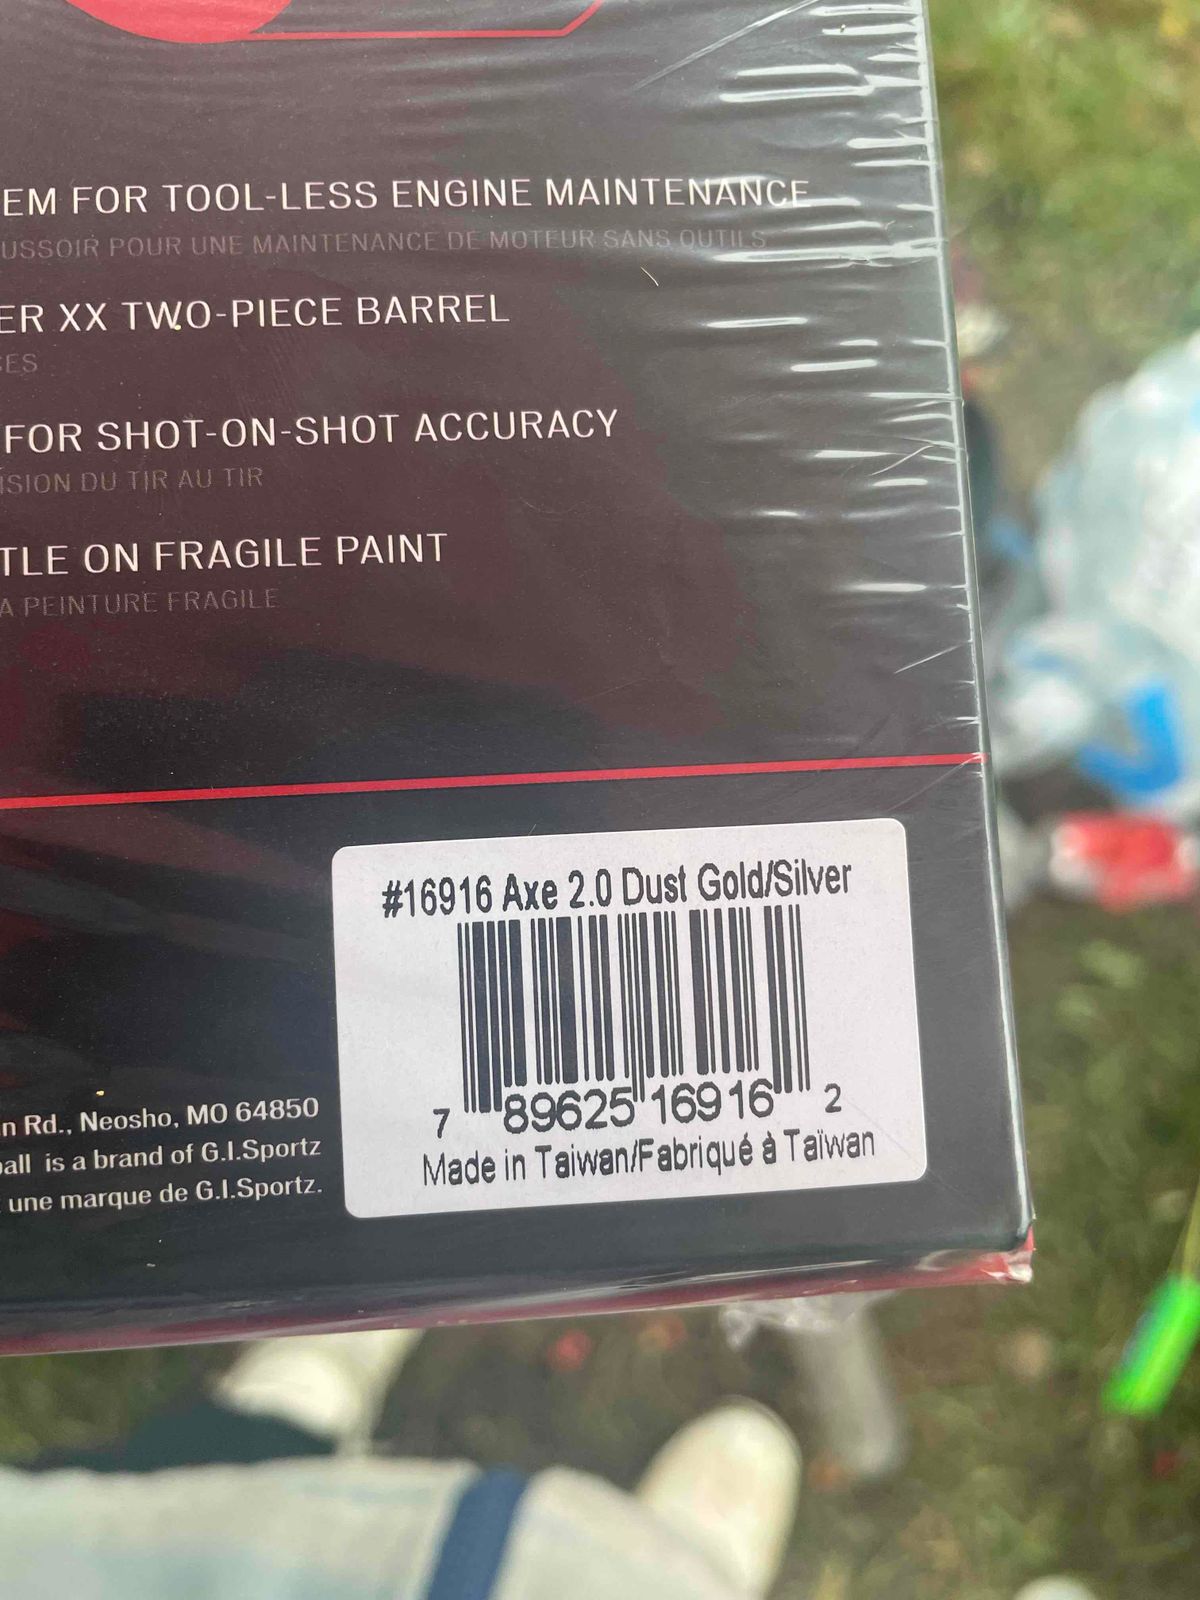 EM FOR TOOL-LESS ENGINE MAINTENANCE
USSOIR POUR UNE MAINTENANCE DE MOTEUR SANS OUTILS
ER XX TWO-PIECE BARREL
CES
FOR SHOT-ON-SHOT ACCURACY
ISION DU TIR AU TIR
TLE ON FRAGILE PAINT
A PEINTURE FRAGILE
#16916 Axe 2.0 Dust Gold/Silver
7 89625 16916 2
Made in Taiwan/Fabriqué à Taïwan
n Rd., Neosho, MO 64850
ball is a brand of G.I.Sportz
une marque de G.I.Sportz.